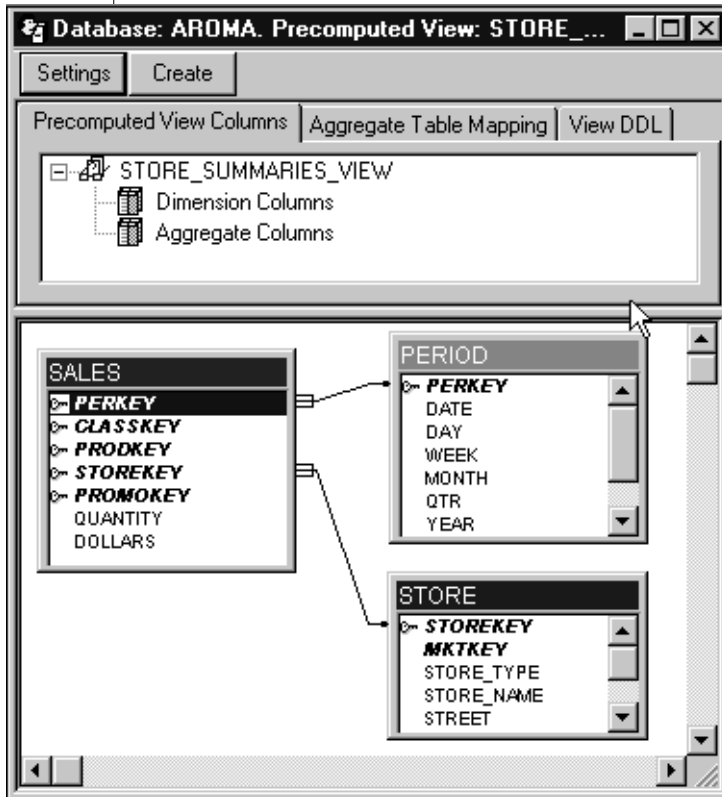 Database: AROMA. Precomputed View: STORE_...
Settings Create
Precomputed View Columns Aggregate Table Mapping View DDL
STORE_SUMMARIES_VIEW
Dimension Columns
Aggregate Columns
SALES
PERKEY
CLASSKEY
PRODKEY
STOREKEY
PROMOKEY
QUANTITY
DOLLARS
PERIOD
PERKEY
DATE
DAY
WEEK
MONTH
QTR
YEAR
STORE
STOREKEY
MKTKEY
STORE_TYPE
STORE_NAME
STREET